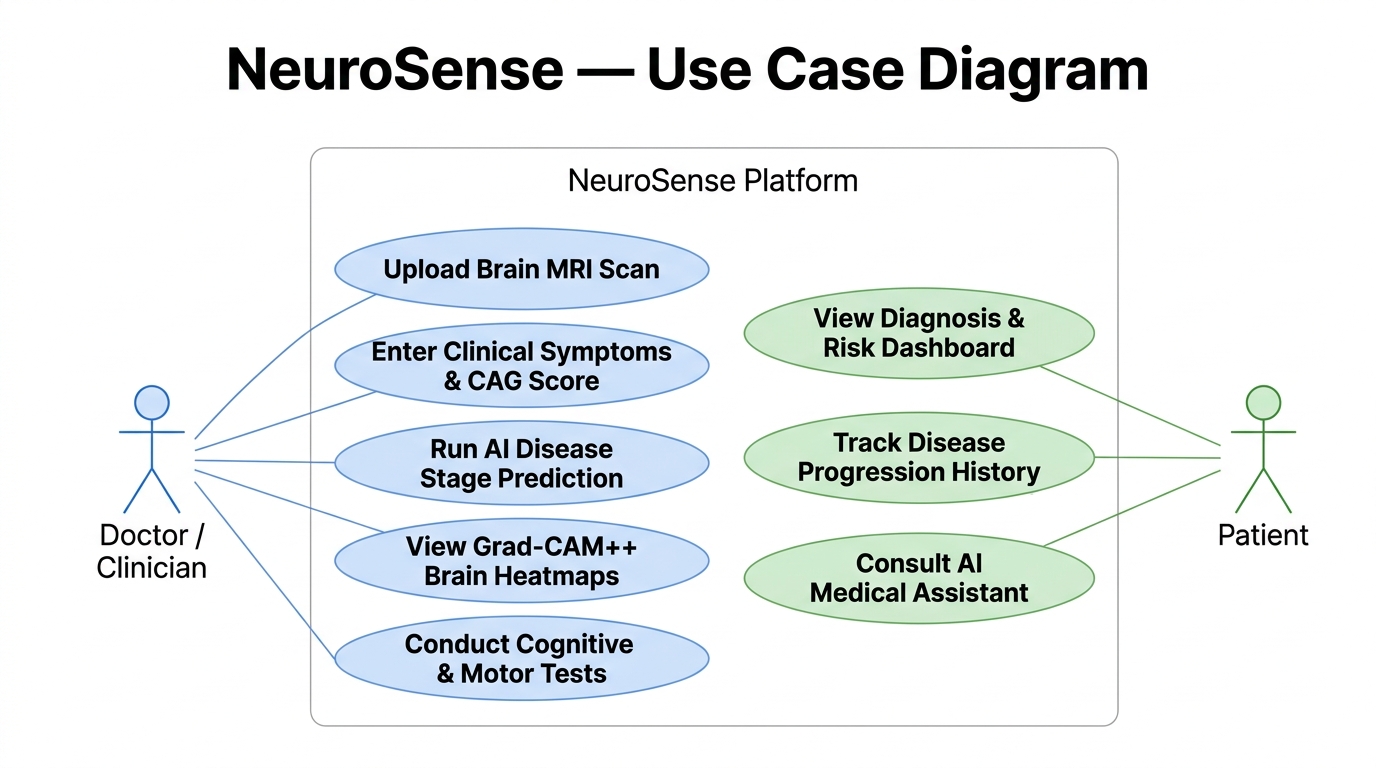 NeuroSense — Use Case Diagram
NeuroSense Platform
Upload Brain MRI Scan
Enter Clinical Symptoms
& CAG Score
Run AI Disease
Stage Prediction
View Grad-CAM++
Brain Heatmaps
Conduct Cognitive
& Motor Tests
View Diagnosis &
Risk Dashboard
Track Disease
Progression History
Consult AI
Medical Assistant
Doctor /
Clinician
Patient